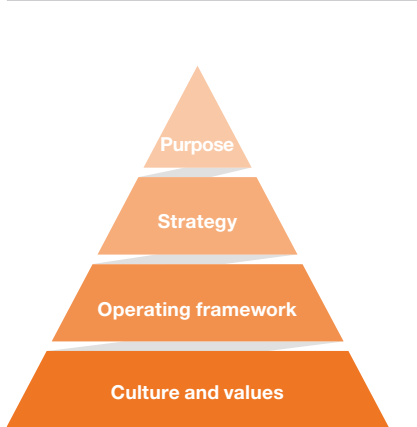 Purpose
Strategy
Operating framework
Culture and values